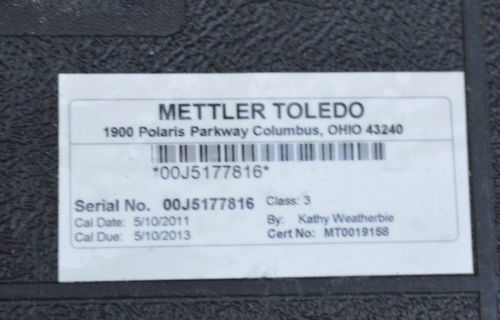 METTLER TOLEDO
1900 Polaris Parkway Columbus, OHIO 43240
*00J5177816*
Serial No. 00J5177816 Class: 3
Cal Date: 5/10/2011 By: Kathy Weatherbie
Cal Due: 5/10/2013 Cert No: MT0019158